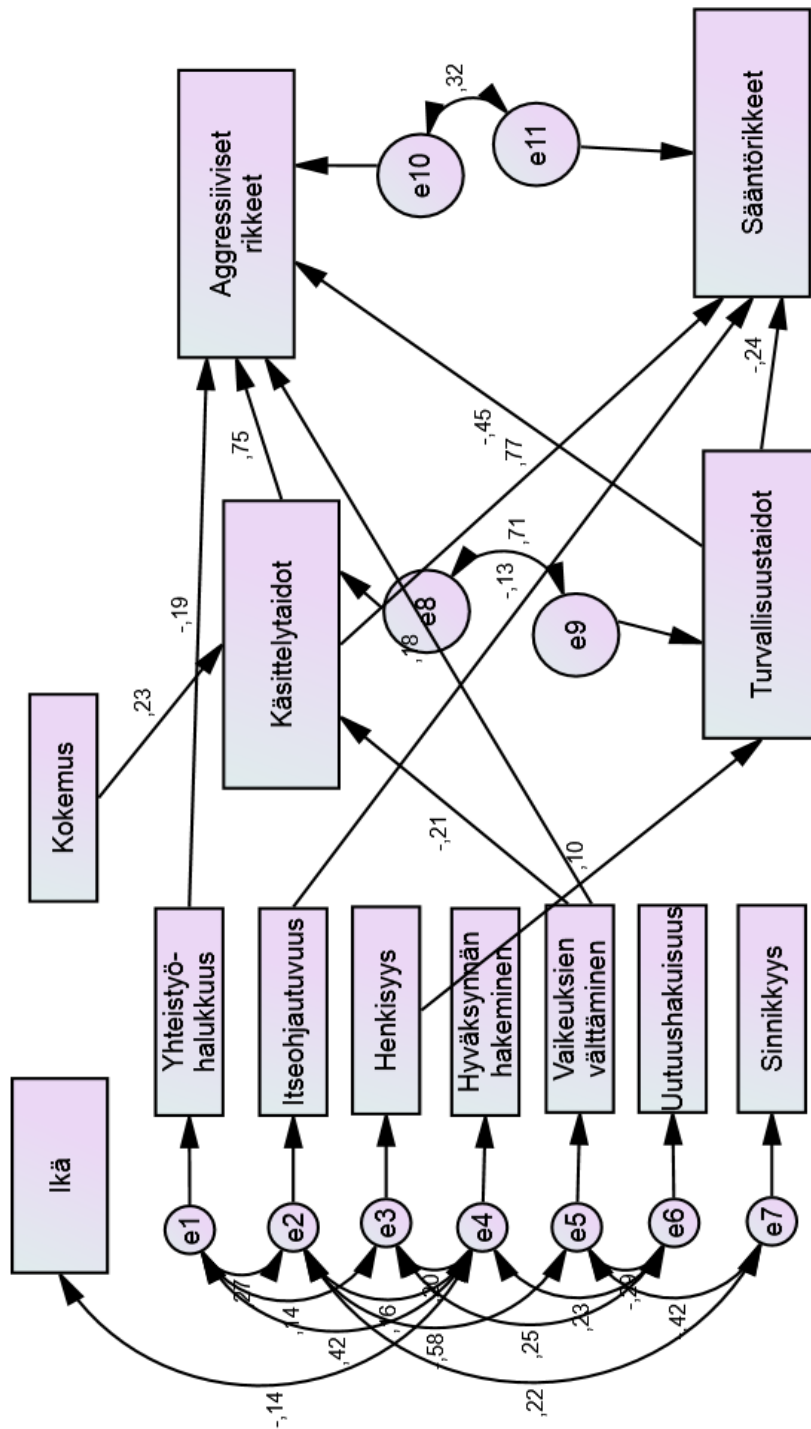 Ikä
Kokemus
Yhteistyö-
halukkuus
Itseohjautuvuus
Henkisyys
Hyväksynnän
hakeminen
Vaikeuksien
välttäminen
Uutuushakuisuus
Sinnikkyys
e1
e2
e3
e4
e5
e6
e7
-,14
,14
,42
-,58
,25
,23
,22
-,42
Käsittelytaidot
Turvallisuustaidot
e8
e9
,71
Aggressiiviset
rikkeet
Sääntörikkeet
e10
e11
,32
,23
-,19
,75
-,21
,10
-,13
-,45
,77
-,24